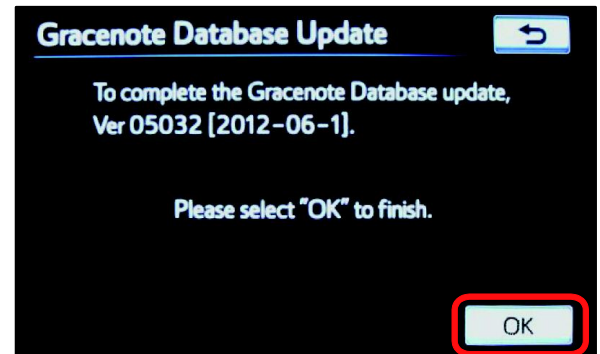 Gracenote Database Update
To complete the Gracenote Database update,
Ver 05032 [2012-06-1].
Please select "OK" to finish.
OK